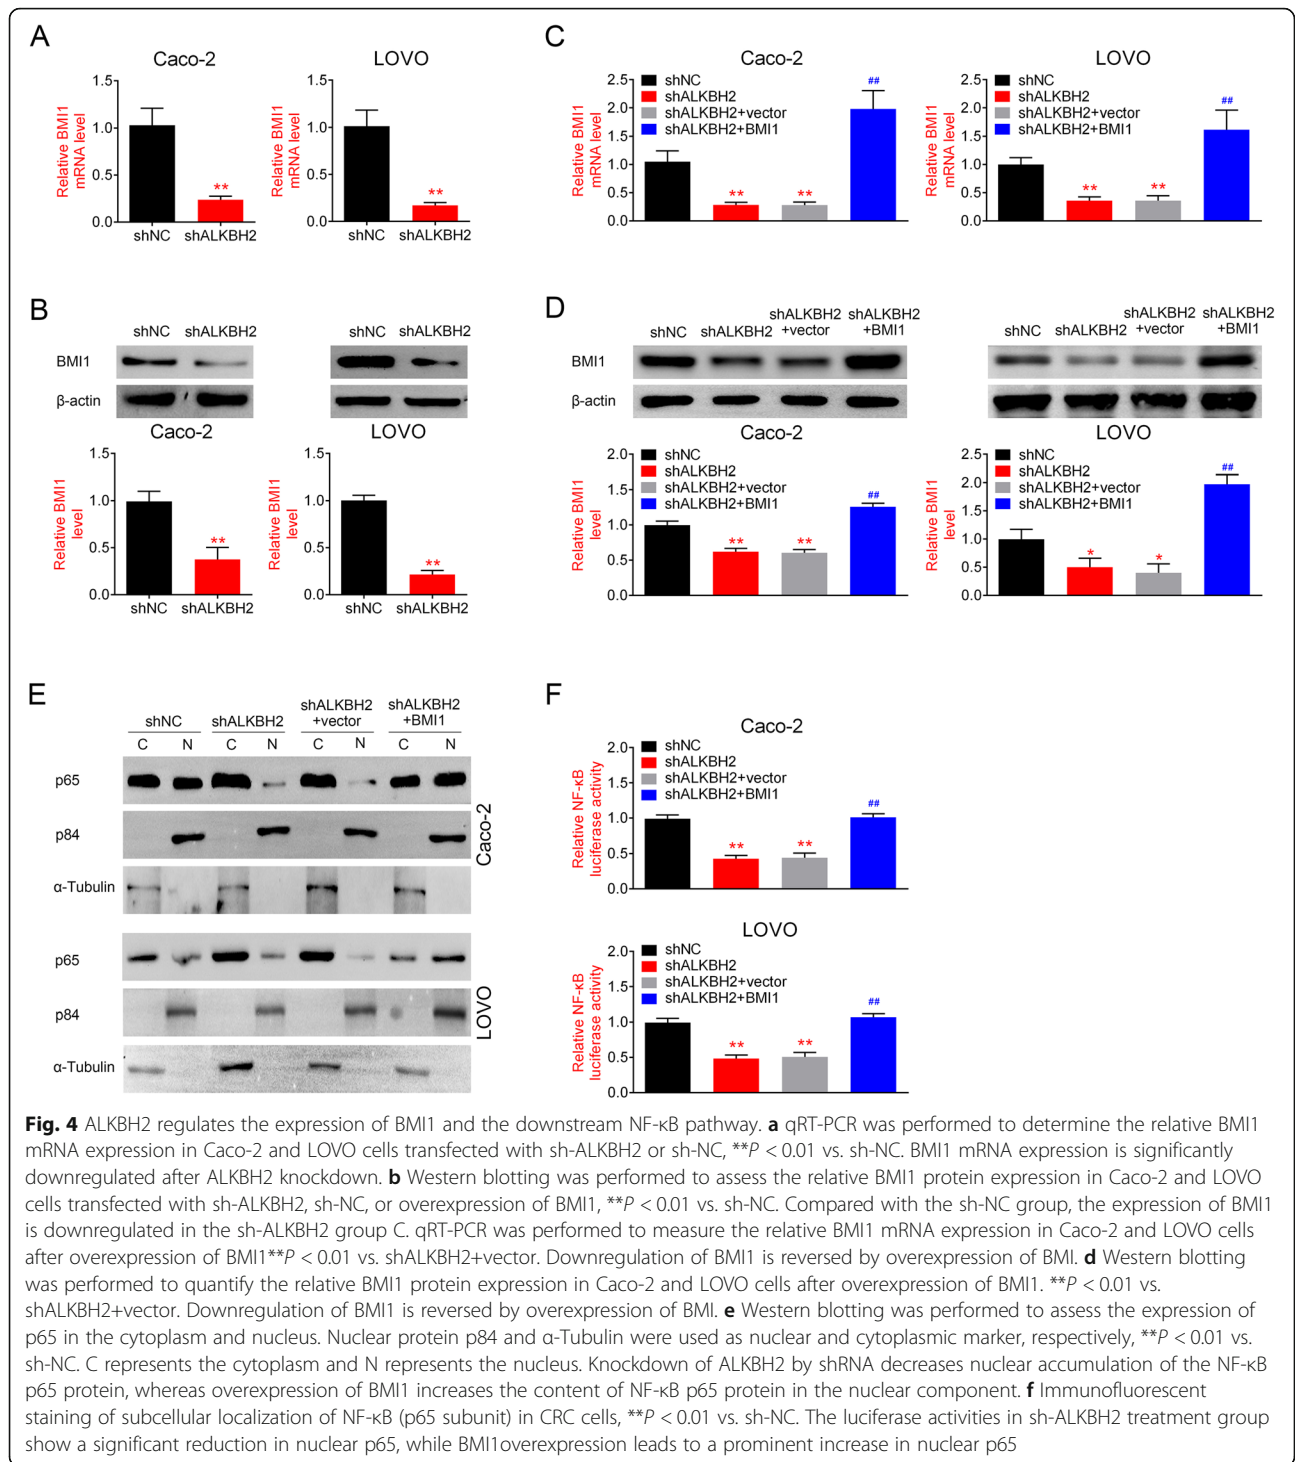 A
Caco-2
Relative BMI1
mRNA level
1.5
1.0
0.5
0.0
**
shNC shALKBH2
LOVO
Relative BMI1
mRNA level
1.5
1.0
0.5
0.0
**
shNC shALKBH2
C
Caco-2
Relative BMI1
mRNA level
2.5
2.0
1.5
1.0
0.5
0.0
shNC
shALKBH2
shALKBH2+vector
shALKBH2+BMI1
** ** ##
LOVO
Relative BMI1
mRNA level
2.5
2.0
1.5
1.0
0.5
0.0
shNC
shALKBH2
shALKBH2+vector
shALKBH2+BMI1
** ** ##
B
shNC shALKBH2
shNC shALKBH2
BMI1
β-actin
Caco-2
Relative BMI1
level
1.5
1.0
0.5
0.0
**
shNC shALKBH2
LOVO
Relative BMI1
level
1.5
1.0
0.5
0.0
**
shNC shALKBH2
D
shNC shALKBH2 shALKBH2 +vector shALKBH2 +BMI1
shNC shALKBH2 shALKBH2 +vector shALKBH2 +BMI1
BMI1
β-actin
Caco-2
Relative BMI1
level
2.0
1.5
1.0
0.5
0.0
shNC
shALKBH2
shALKBH2+vector
shALKBH2+BMI1
** ** ##
LOVO
Relative BMI1
level
2.5
2.0
1.5
1.0
0.5
0.0
shNC
shALKBH2
shALKBH2+vector
shALKBH2+BMI1
* * ##
E
shNC shALKBH2 shALKBH2 +vector shALKBH2 +BMI1
C N C N C N C N
p65
p84
α-Tubulin
Caco-2
p65
p84
α-Tubulin
LOVO
F
Caco-2
Relative NF-κB
luciferase activity
2.0
1.5
1.0
0.5
0.0
shNC
shALKBH2
shALKBH2+vector
shALKBH2+BMI1
** ** ##
LOVO
Relative NF-κB
luciferase activity
2.0
1.5
1.0
0.5
0.0
shNC
shALKBH2
shALKBH2+vector
shALKBH2+BMI1
** ** ##
Fig. 4 ALKBH2 regulates the expression of BMI1 and the downstream NF-κB pathway. a qRT-PCR was performed to determine the relative BMI1
mRNA expression in Caco-2 and LOVO cells transfected with sh-ALKBH2 or sh-NC, **P < 0.01 vs. sh-NC. BMI1 mRNA expression is significantly
downregulated after ALKBH2 knockdown. b Western blotting was performed to assess the relative BMI1 protein expression in Caco-2 and LOVO
cells transfected with sh-ALKBH2, sh-NC, or overexpression of BMI1, **P < 0.01 vs. sh-NC. Compared with the sh-NC group, the expression of BMI1
is downregulated in the sh-ALKBH2 group C. qRT-PCR was performed to measure the relative BMI1 mRNA expression in Caco-2 and LOVO cells
after overexpression of BMI1**P < 0.01 vs. shALKBH2+vector. Downregulation of BMI1 is reversed by overexpression of BMI. d Western blotting
was performed to quantify the relative BMI1 protein expression in Caco-2 and LOVO cells after overexpression of BMI1. **P < 0.01 vs.
shALKBH2+vector. Downregulation of BMI1 is reversed by overexpression of BMI. e Western blotting was performed to assess the expression of
p65 in the cytoplasm and nucleus. Nuclear protein p84 and α-Tubulin were used as nuclear and cytoplasmic marker, respectively, **P < 0.01 vs.
sh-NC. C represents the cytoplasm and N represents the nucleus. Knockdown of ALKBH2 by shRNA decreases nuclear accumulation of the NF-κB
p65 protein, whereas overexpression of BMI1 increases the content of NF-κB p65 protein in the nuclear component. f Immunofluorescent
staining of subcellular localization of NF-κB (p65 subunit) in CRC cells, **P < 0.01 vs. sh-NC. The luciferase activities in sh-ALKBH2 treatment group
show a significant reduction in nuclear p65, while BMI1overexpression leads to a prominent increase in nuclear p65